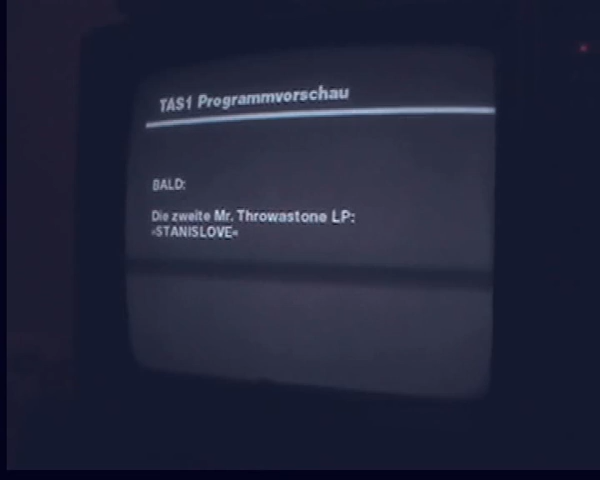 TAS1 Programmvorschau
BALD:
Die zweite Mr. Throwastone LP:
»STANISLOVE«